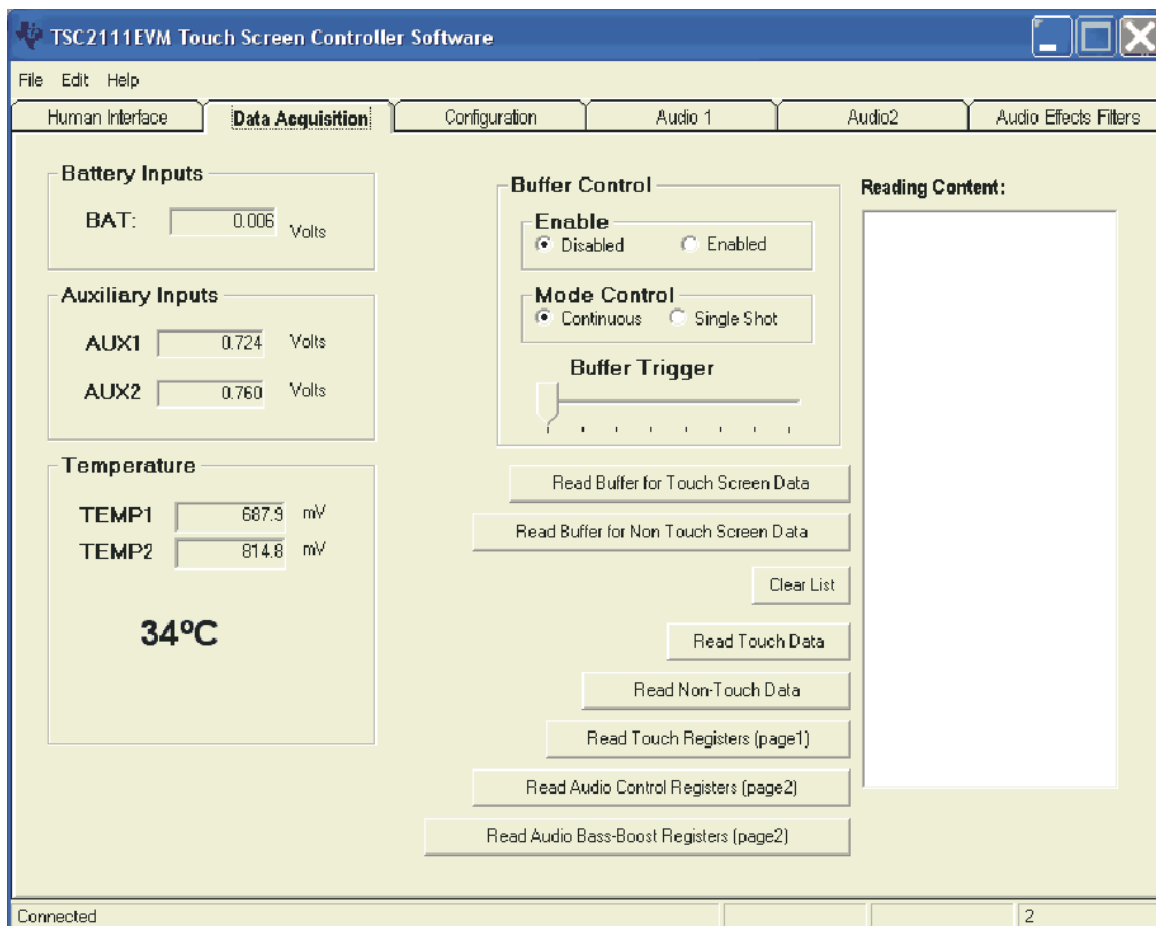 TSC2111EVM Touch Screen Controller Software
File Edit Help
Human Interface Data Acquisition Configuration Audio 1 Audio2 Audio Effects Filters
Battery Inputs
BAT: 0.006 Volts
Auxiliary Inputs
AUX1 0.724 Volts
AUX2 0.760 Volts
Temperature
TEMP1 687.9 mV
TEMP2 814.8 mV
34ºC
Buffer Control
Enable
Disabled Enabled
Mode Control
Continuous Single Shot
Buffer Trigger
Read Buffer for Touch Screen Data
Read Buffer for Non Touch Screen Data
Clear List
Read Touch Data
Read Non-Touch Data
Read Touch Registers (page1)
Read Audio Control Registers (page2)
Read Audio Bass-Boost Registers (page2)
Reading Content:
Connected 2